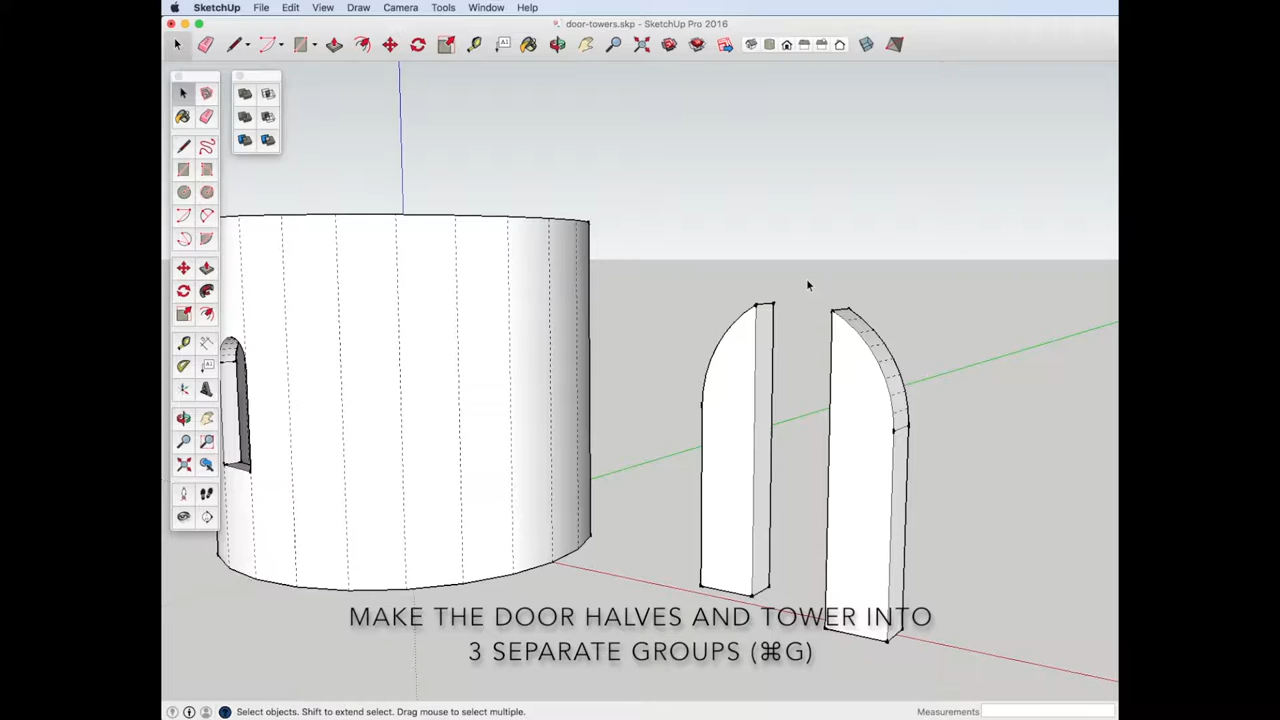 SketchUp File Edit View Draw Camera Tools Window Help
door-towers.skp - SketchUp Pro 2016
MAKE THE DOOR HALVES AND TOWER INTO
3 SEPARATE GROUPS (⌘G)
Select objects. Shift to extend select. Drag mouse to select multiple.
Measurements